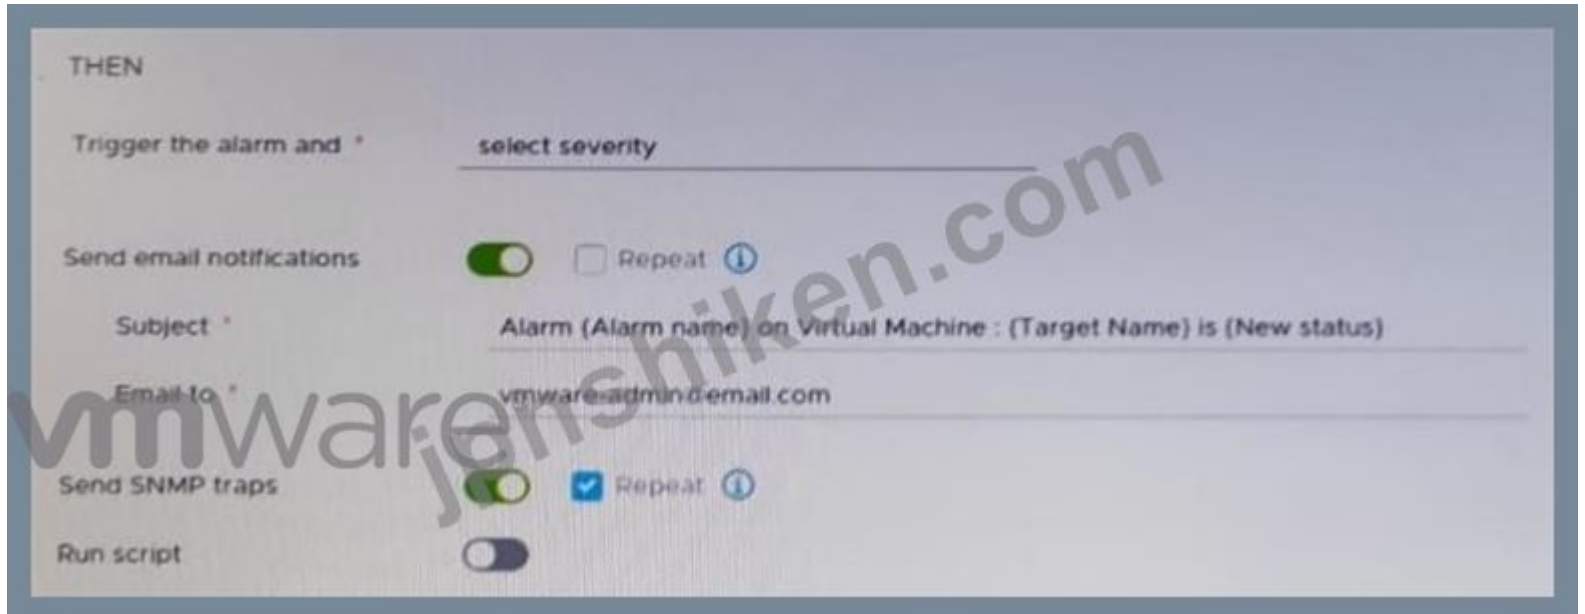 THEN
Trigger the alarm and * select severity
Send email notifications Repeat
Subject * Alarm (Alarm name) on Virtual Machine : (Target Name) is (New status)
Email to * vmware-admin@email.com
Send SNMP traps Repeat
Run script
vmware
jpnshiken.com